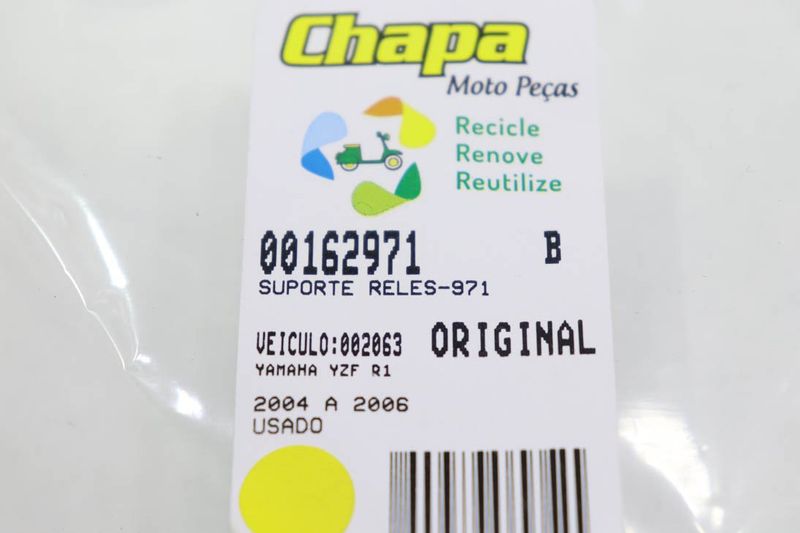 Chapa
Moto Peças
Recicle
Renove
Reutilize
00162971 B
SUPORTE RELES-971
VEICULO:002063 ORIGINAL
YAMAHA YZF R1
2004 A 2006
USADO